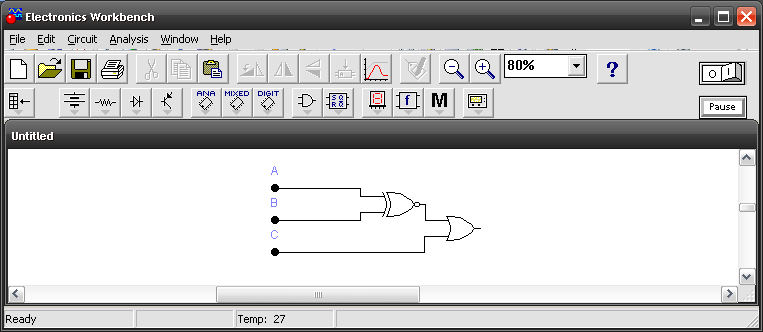 Electronics Workbench
File Edit Circuit Analysis Window Help
80% ?
O I
ANA MIXED DIGIT f M
Pause
Untitled
A
B
C
Ready Temp: 27